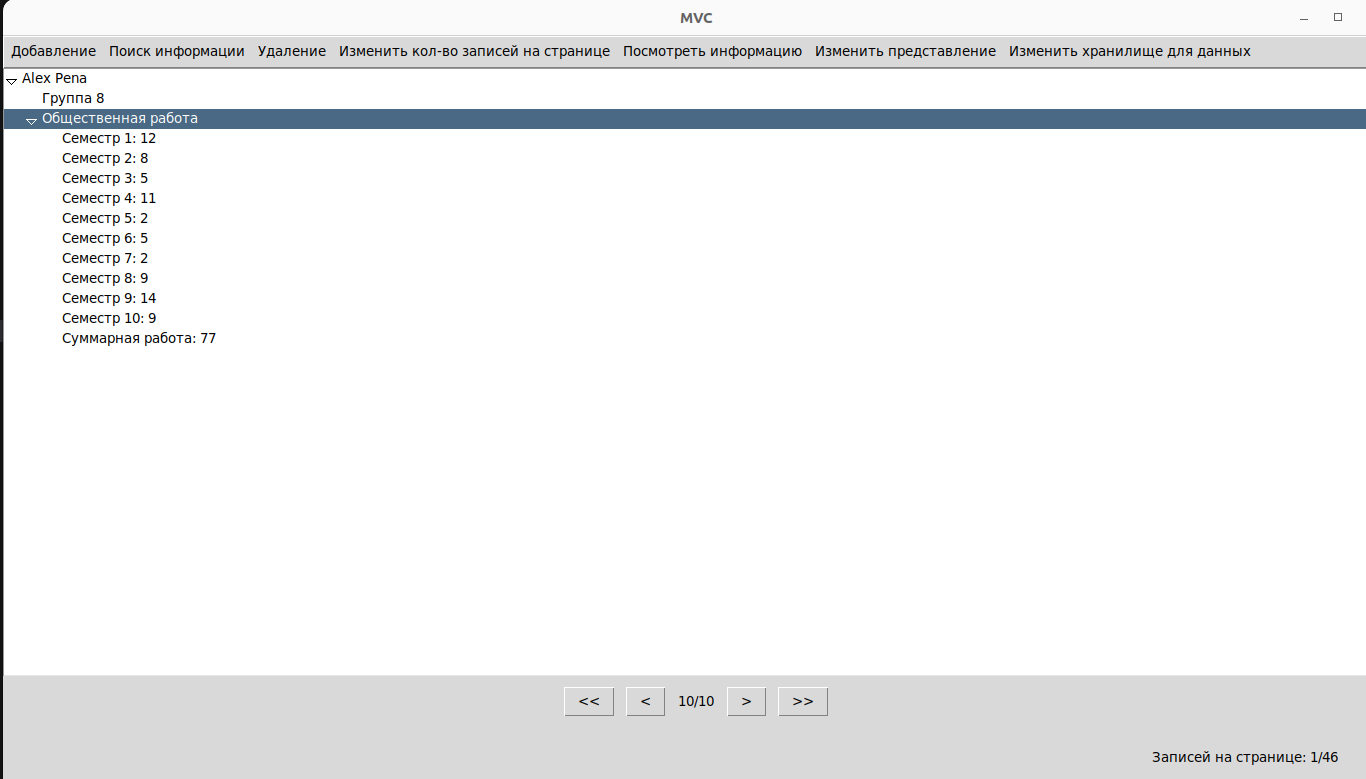 MVC
Добавление Поиск информации Удаление Изменить кол-во записей на странице Посмотреть информацию Изменить представление Изменить хранилище для данных
Alex Pena
Группа 8
Общественная работа
Семестр 1: 12
Семестр 2: 8
Семестр 3: 5
Семестр 4: 11
Семестр 5: 2
Семестр 6: 5
Семестр 7: 2
Семестр 8: 9
Семестр 9: 14
Семестр 10: 9
Суммарная работа: 77
<< < 10/10 > >>
Записей на странице: 1/46